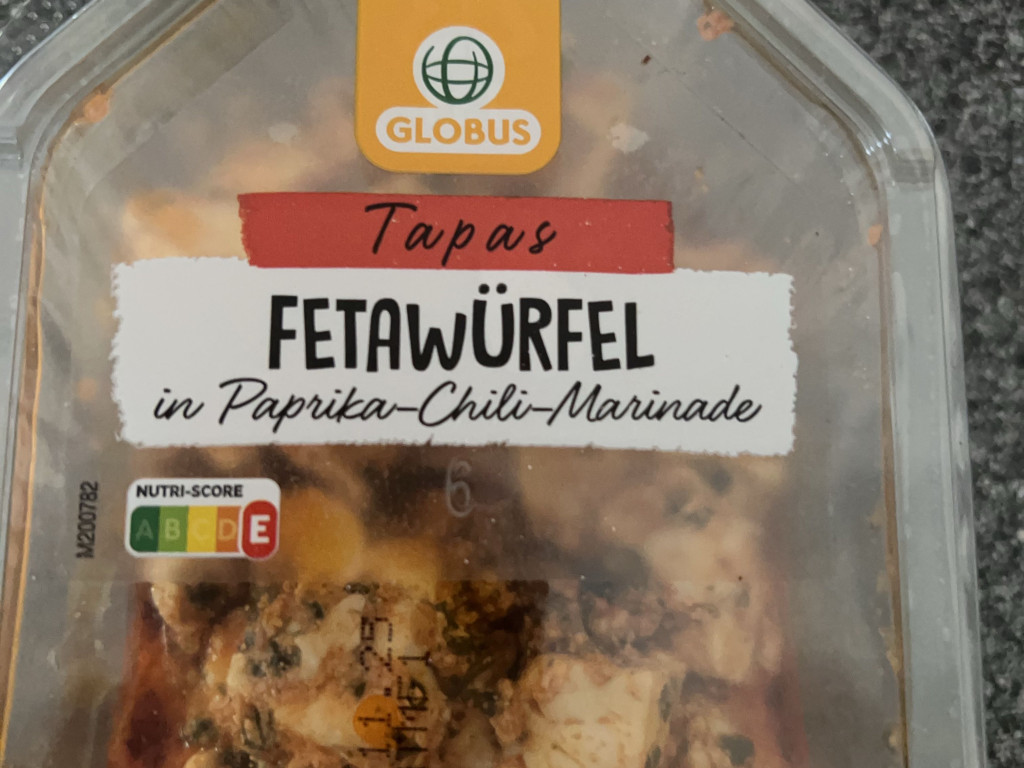 GLOBUS
Tapas
FETAWÜRFEL
in Paprika-Chili-Marinade
6
NUTRI-SCORE
A B C D E
M200782